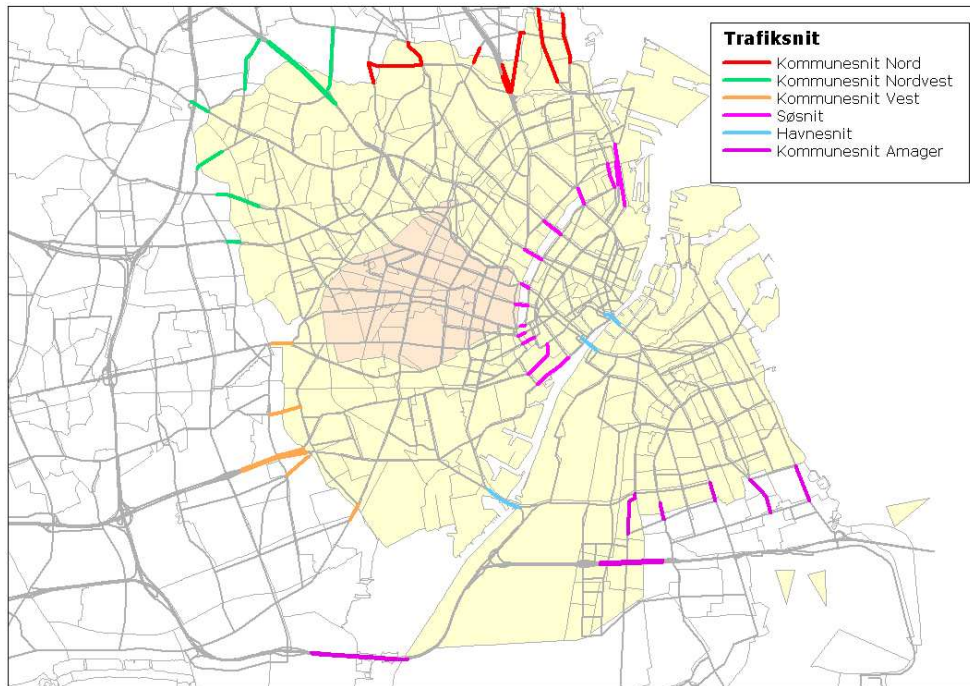 Trafiksnit
Kommunesnit Nord
Kommunesnit Nordvest
Kommunesnit Vest
Søsnit
Havnesnit
Kommunesnit Amager